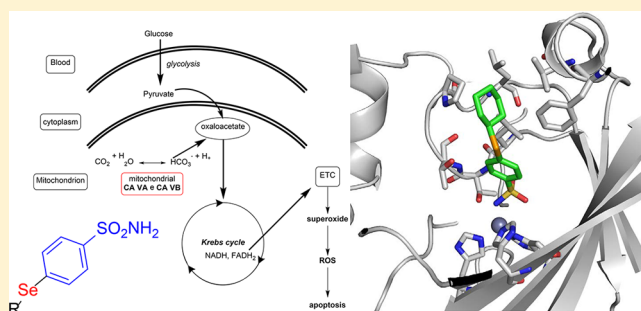 Glucose
Blood
glycolysis
Pyruvate
cytoplasm
oxaloacetate
CO2 + H2O
HCO3- + H+
Mitochondrion
mitochondrial
CA VA e CA VB
ETC
superoxide
Krebs cycle
NADH, FADH2
ROS
apoptosis
SO2NH2
Se
R